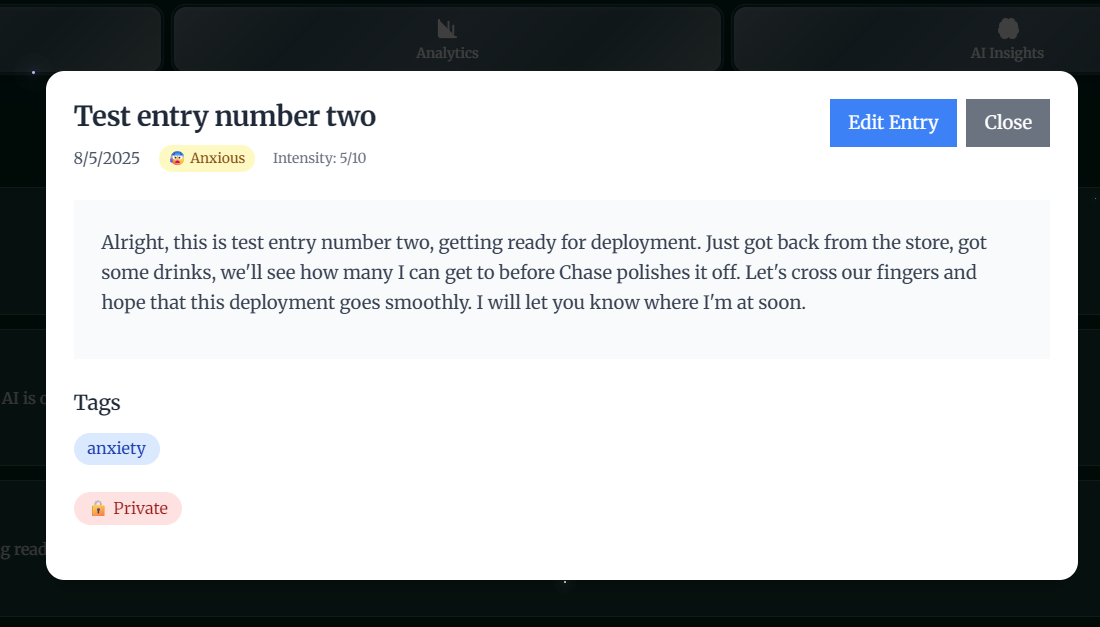 Analytics
AI Insights
Test entry number two
Edit Entry
Close
8/5/2025
😰 Anxious
Intensity: 5/10
Alright, this is test entry number two, getting ready for deployment. Just got back from the store, got
some drinks, we'll see how many I can get to before Chase polishes it off. Let's cross our fingers and
hope that this deployment goes smoothly. I will let you know where I'm at soon.
AI is
Tags
anxiety
🔒 Private
g read